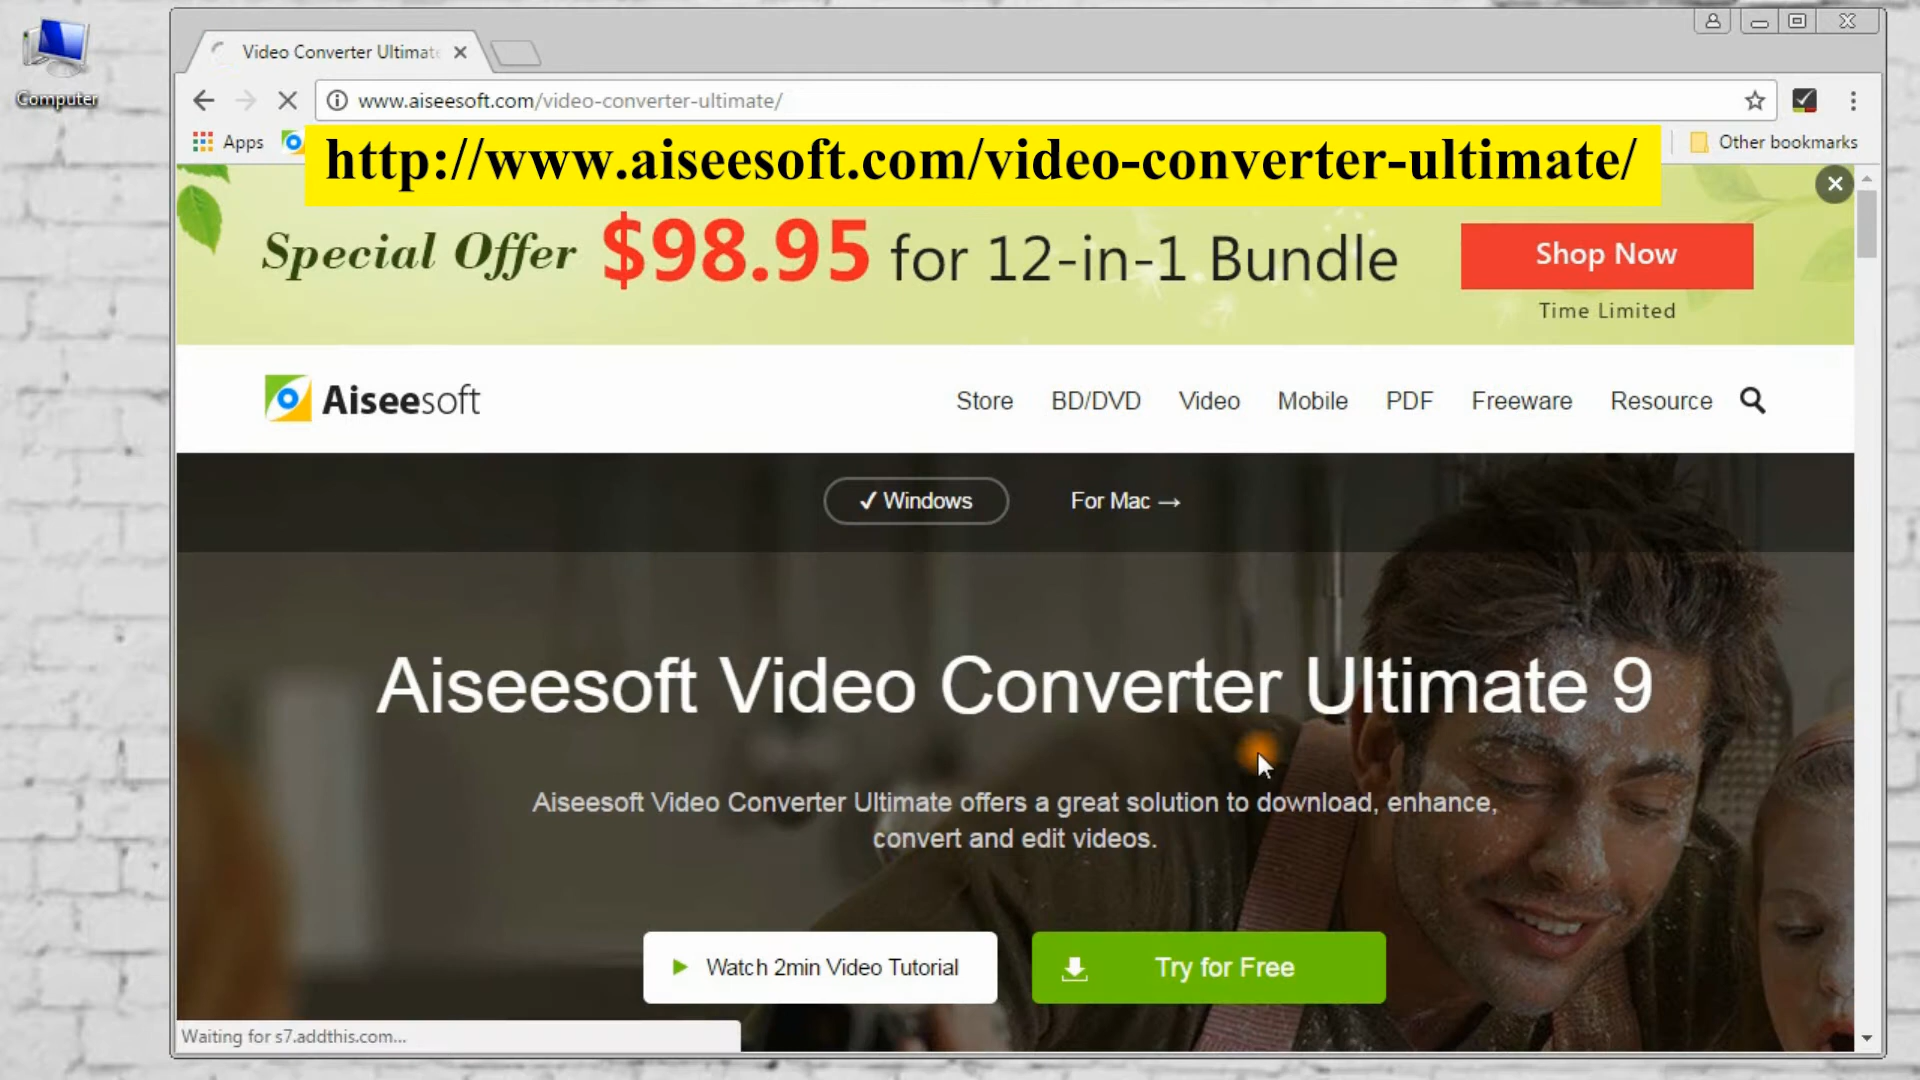 Computer
Video Converter Ultimat
www.aiseesoft.com/video-converter-ultimate/
Apps
Other bookmarks
http://www.aiseesoft.com/video-converter-ultimate/
Special Offer $98.95 for 12-in-1 Bundle
Shop Now
Time Limited
Aiseesoft
Store BD/DVD Video Mobile PDF Freeware Resource
✓ Windows
For Mac →
Aiseesoft Video Converter Ultimate 9
Aiseesoft Video Converter Ultimate offers a great solution to download, enhance,
convert and edit videos.
Watch 2min Video Tutorial
Try for Free
Waiting for s7.addthis.com...